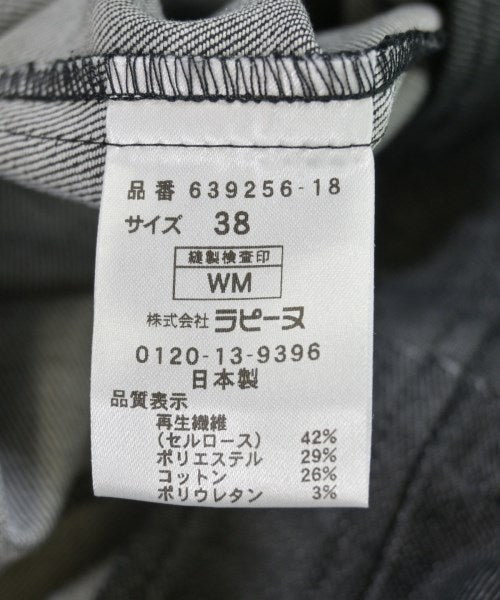 品番 639256-18
サイズ 38
縫製検査印
WM
株式会社 ラピーヌ
0120-13-9396
日本製
品質表示
再生繊維
(セルロース) 42%
ポリエステル 29%
コットン 26%
ポリウレタン 3%